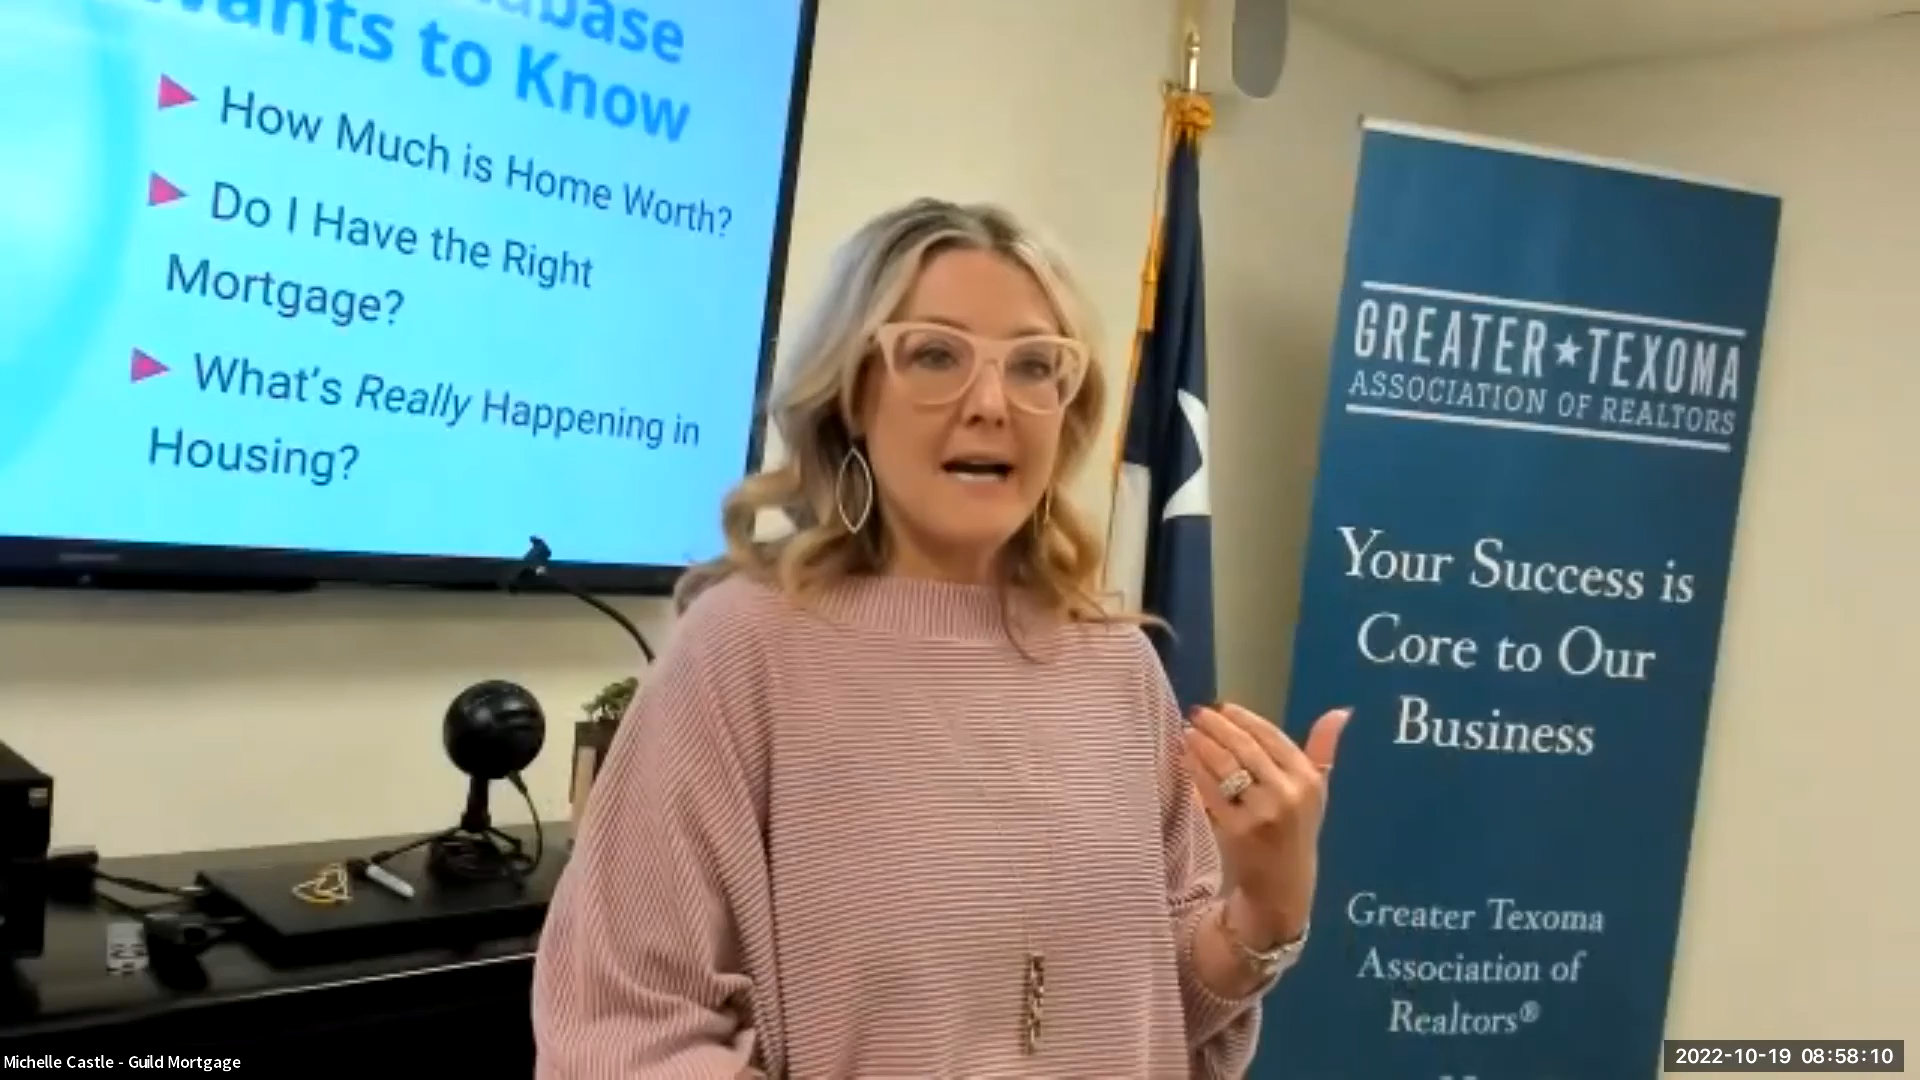 Wants to Know
How Much is Home Worth?
Do I Have the Right
Mortgage?
What's Really Happening in
Housing?
GREATER★TEXOMA
ASSOCIATION OF REALTORS
Your Success is
Core to Our
Business
Greater Texoma
Association of
Realtors®
Michelle Castle - Guild Mortgage
2022-10-19 08:58:10